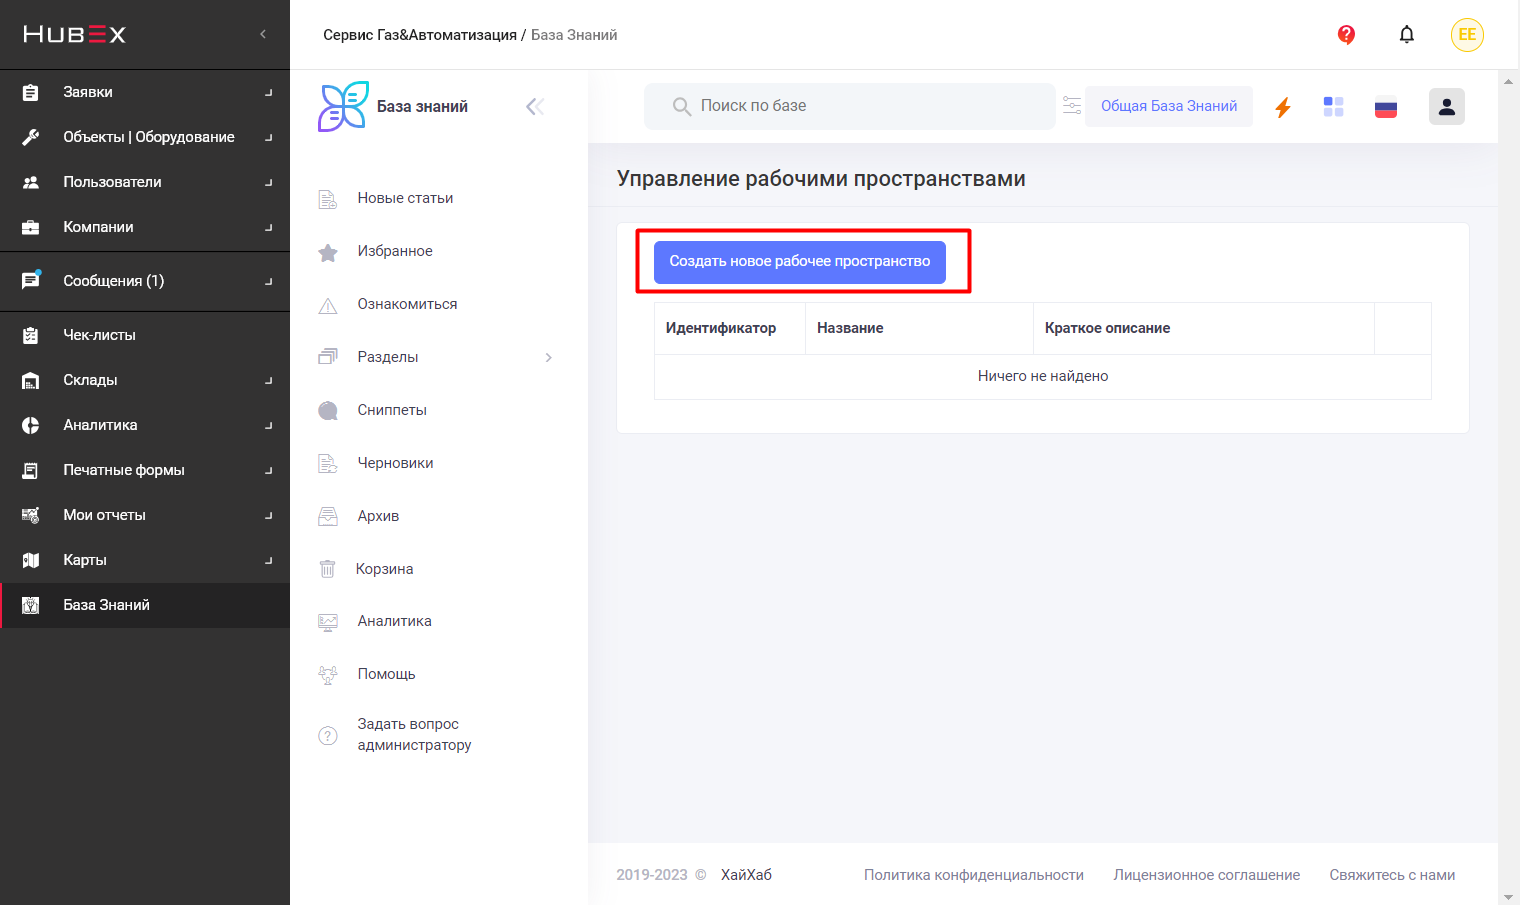 HUBEX
Заявки
Объекты | Оборудование
Пользователи
Компании
Сообщения (1)
Чек-листы
Склады
Аналитика
Печатные формы
Мои отчеты
Карты
База Знаний
Сервис Газ&Автоматизация / База Знаний
EE
База знаний
Новые статьи
Избранное
Ознакомиться
Разделы
Сниппеты
Черновики
Архив
Корзина
Аналитика
Помощь
Задать вопрос
администратору
Поиск по базе
Общая База Знаний
Управление рабочими пространствами
Создать новое рабочее пространство
Идентификатор Название Краткое описание
Ничего не найдено
2019-2023 © ХайХаб Политика конфиденциальности Лицензионное соглашение Свяжитесь с нами